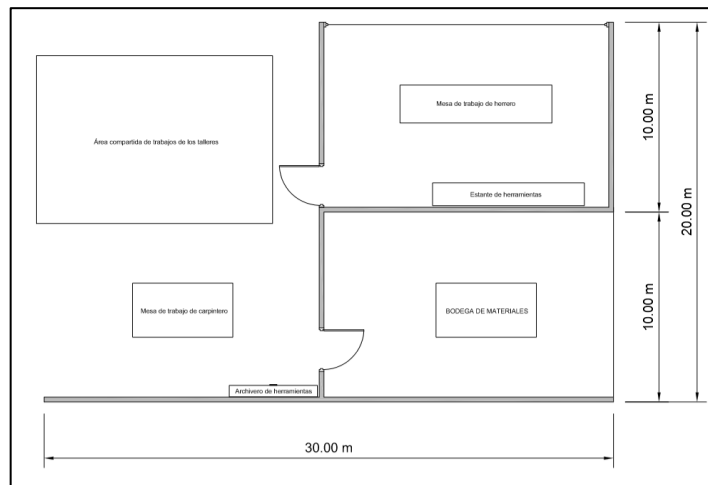 Área compartida de trabajos de los talleres
Mesa de trabajo de herrero
Estante de herramientas
10.00 m
20.00 m
10.00 m
Mesa de trabajo de carpintero
BODEGA DE MATERIALES
Archivero de herramientas
30.00 m